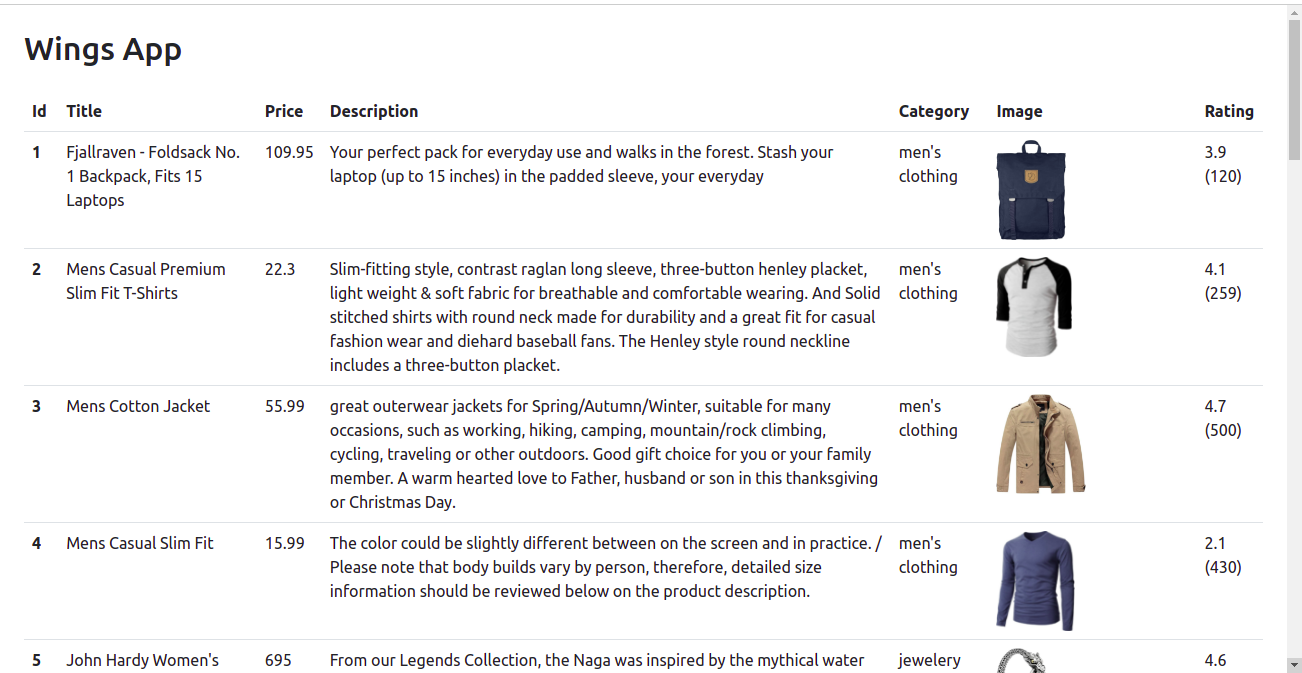 Wings App
Id Title Price Description Category Image Rating
1 Fjallraven - Foldsack No. 109.95 Your perfect pack for everyday use and walks in the forest. Stash your men's 3.9
1 Backpack, Fits 15 laptop (up to 15 inches) in the padded sleeve, your everyday clothing (120)
Laptops
2 Mens Casual Premium 22.3 Slim-fitting style, contrast raglan long sleeve, three-button henley placket, men's 4.1
Slim Fit T-Shirts light weight & soft fabric for breathable and comfortable wearing. And Solid clothing (259)
stitched shirts with round neck made for durability and a great fit for casual
fashion wear and diehard baseball fans. The Henley style round neckline
includes a three-button placket.
3 Mens Cotton Jacket 55.99 great outerwear jackets for Spring/Autumn/Winter, suitable for many men's 4.7
occasions, such as working, hiking, camping, mountain/rock climbing, clothing (500)
cycling, traveling or other outdoors. Good gift choice for you or your family
member. A warm hearted love to Father, husband or son in this thanksgiving
or Christmas Day.
4 Mens Casual Slim Fit 15.99 The color could be slightly different between on the screen and in practice. / men's 2.1
Please note that body builds vary by person, therefore, detailed size clothing (430)
information should be reviewed below on the product description.
5 John Hardy Women's 695 From our Legends Collection, the Naga was inspired by the mythical water jewelery 4.6